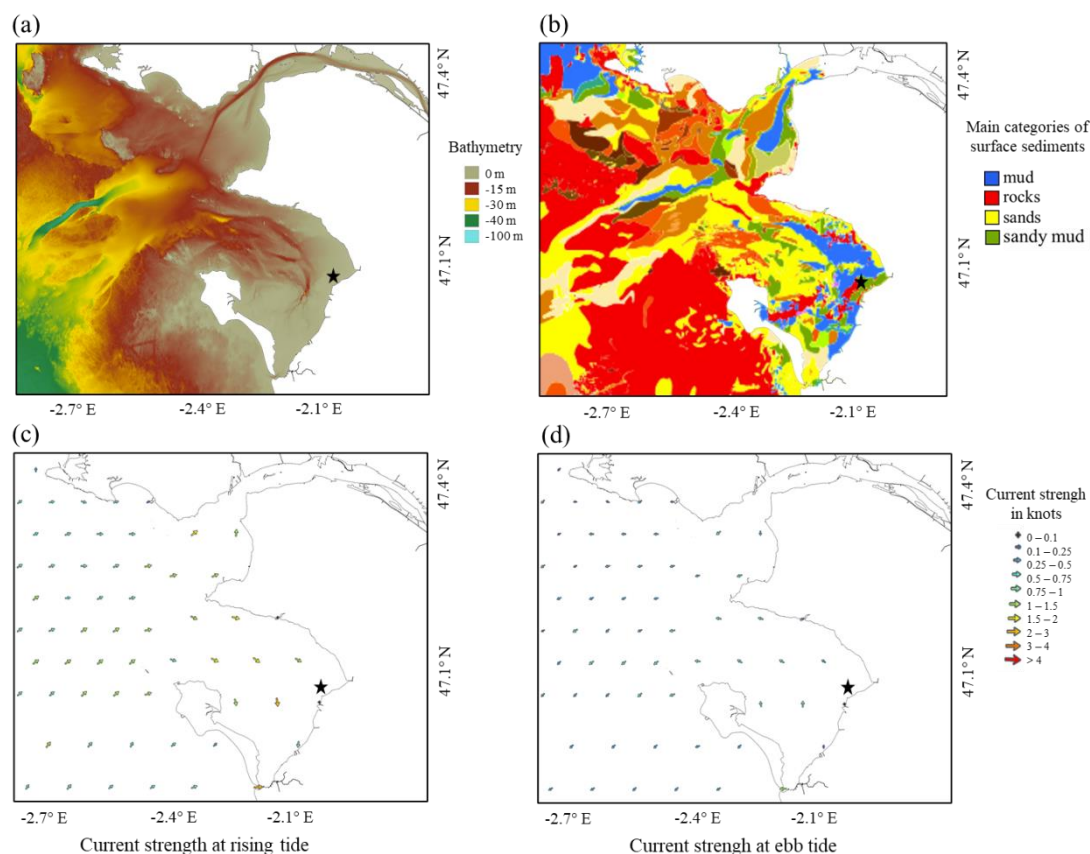 (a)
47.4° N
Bathymetry
0 m
-15 m
-30 m
-40 m
-100 m
47.1° N
-2.7° E
-2.4° E
-2.1° E
(b)
47.4° N
Main categories of
surface sediments
mud
rocks
sands
sandy mud
47.1° N
-2.7° E
-2.4° E
-2.1° E
(c)
47.4° N
47.1° N
-2.7° E
-2.4° E
-2.1° E
Current strength at rising tide
(d)
47.4° N
Current strengh
in knots
0 – 0.1
0.1 – 0.25
0.25 – 0.5
0.5 – 0.75
0.75 – 1
1 – 1.5
1.5 – 2
2 – 3
3 – 4
> 4
47.1° N
-2.7° E
-2.4° E
-2.1° E
Current strengh at ebb tide